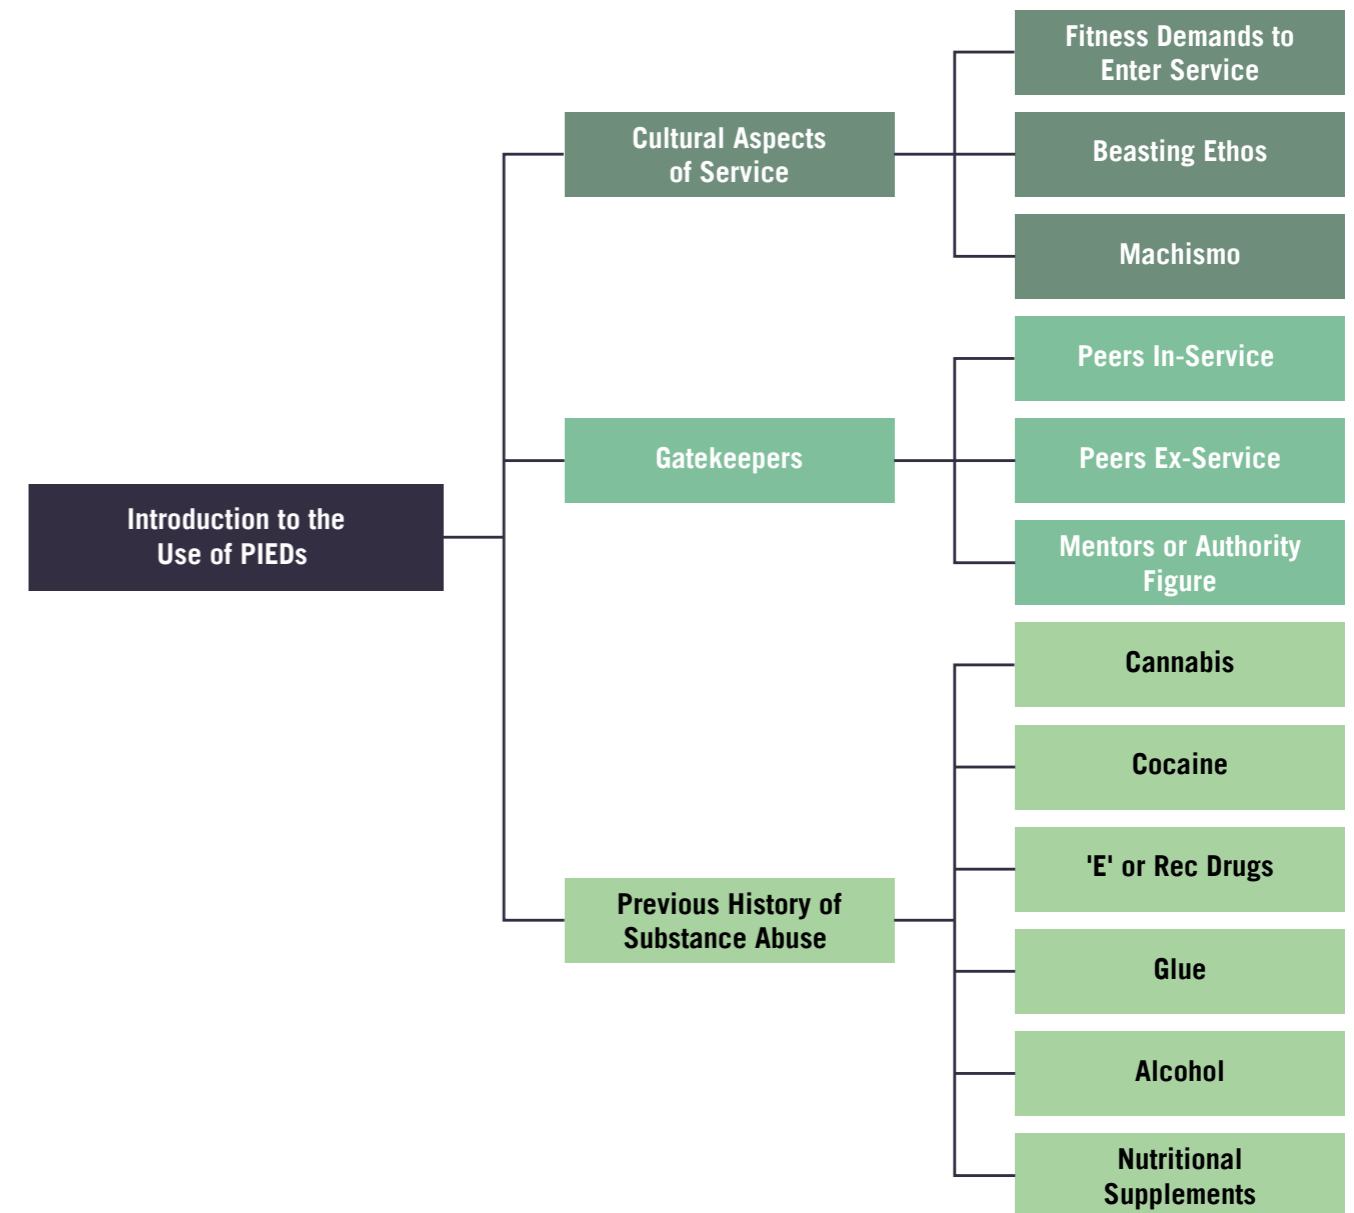 Introduction to the
Use of PIEDs
Cultural Aspects
of Service
Fitness Demands to
Enter Service
Beasting Ethos
Machismo
Gatekeepers
Peers In-Service
Peers Ex-Service
Mentors or Authority
Figure
Previous History of
Substance Abuse
Cannabis
Cocaine
'E' or Rec Drugs
Glue
Alcohol
Nutritional
Supplements